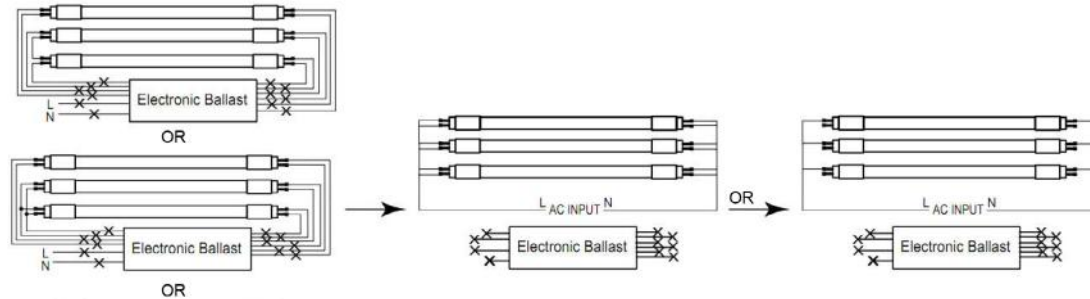 Electronic Ballast
L
N
OR
Electronic Ballast
L
N
OR
L AC INPUT N
Electronic Ballast
OR
L AC INPUT N
Electronic Ballast